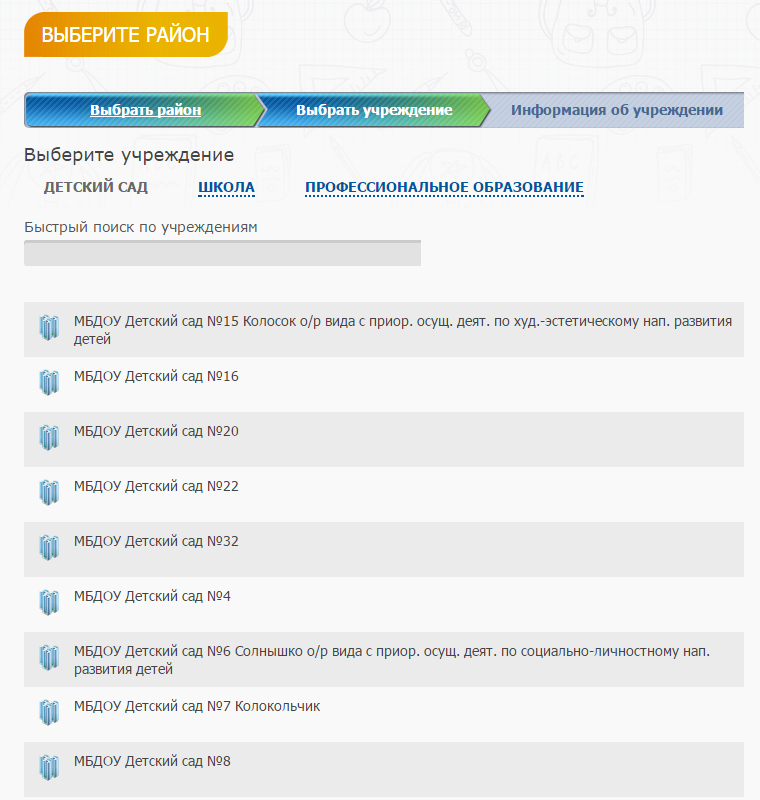 ВЫБЕРИТЕ РАЙОН
Выбрать район Выбрать учреждение Информация об учреждении
Выберите учреждение
ДЕТСКИЙ САД ШКОЛА ПРОФЕССИОНАЛЬНОЕ ОБРАЗОВАНИЕ
Быстрый поиск по учреждениям
МБДОУ Детский сад №15 Колосок о/р вида с приор. осущ. деят. по худ.-эстетическому нап. развития
детей
МБДОУ Детский сад №16
МБДОУ Детский сад №20
МБДОУ Детский сад №22
МБДОУ Детский сад №32
МБДОУ Детский сад №4
МБДОУ Детский сад №6 Солнышко о/р вида с приор. осущ. деят. по социально-личностному нап.
развития детей
МБДОУ Детский сад №7 Колокольчик
МБДОУ Детский сад №8